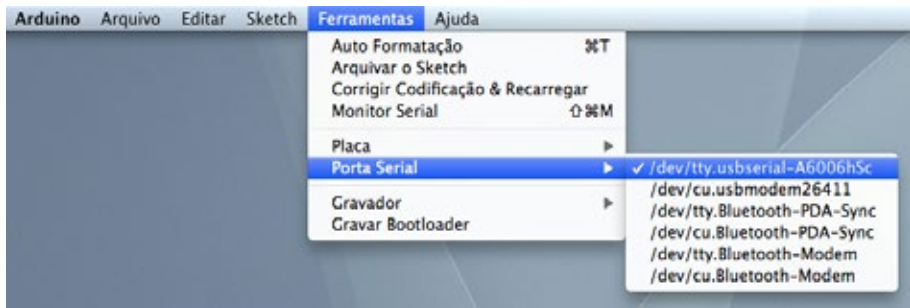 Arduino Arquivo Editar Sketch Ferramentas Ajuda
Auto Formatação ⌘T
Arquivar o Sketch
Corrigir Codificação & Recarregar
Monitor Serial ⇧⌘M
Placa
Porta Serial
Gravador
Gravar Bootloader
✓ /dev/tty.usbserial-A6006hSc
/dev/cu.usbmodem26411
/dev/tty.Bluetooth-PDA-Sync
/dev/cu.Bluetooth-PDA-Sync
/dev/tty.Bluetooth-Modem
/dev/cu.Bluetooth-Modem